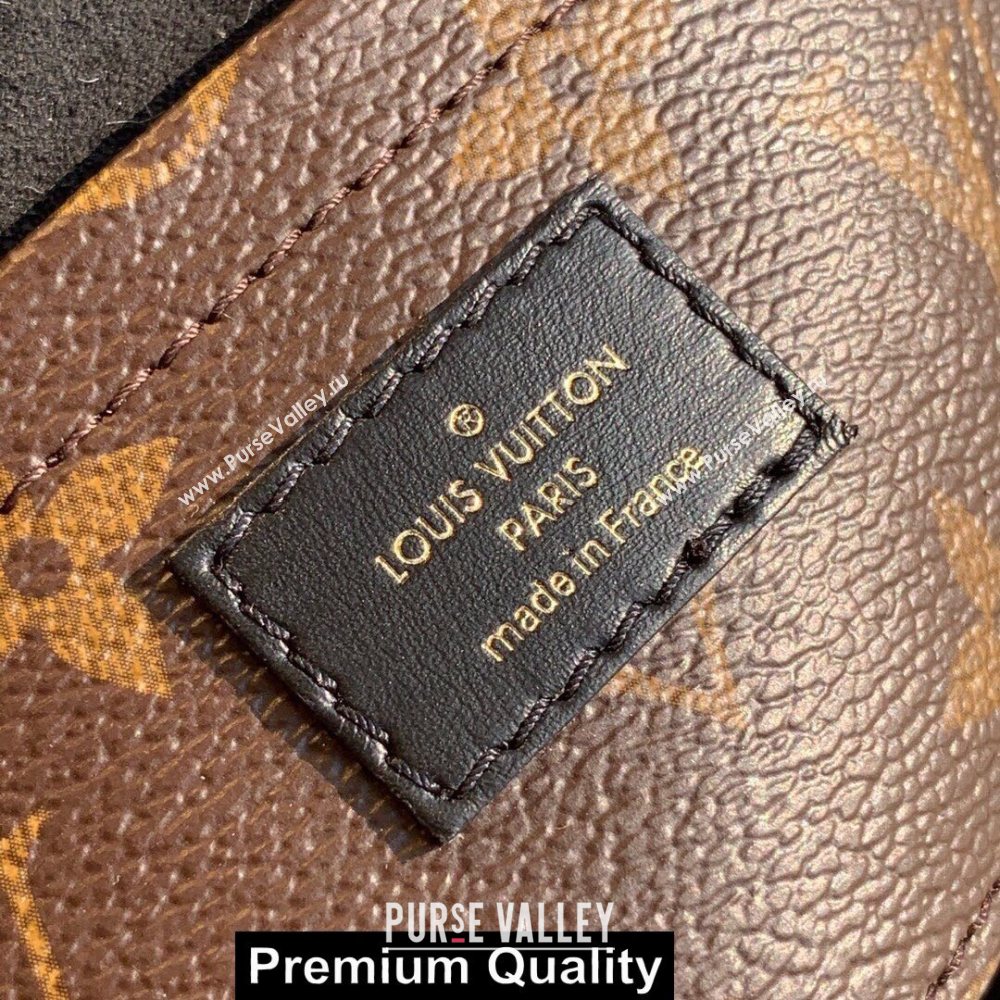 ®
LOUIS VUITTON
PARIS
made in France
www.PurseValley.ru
www.PurseValley.ru
PURSE VALLEY
Premium Quality